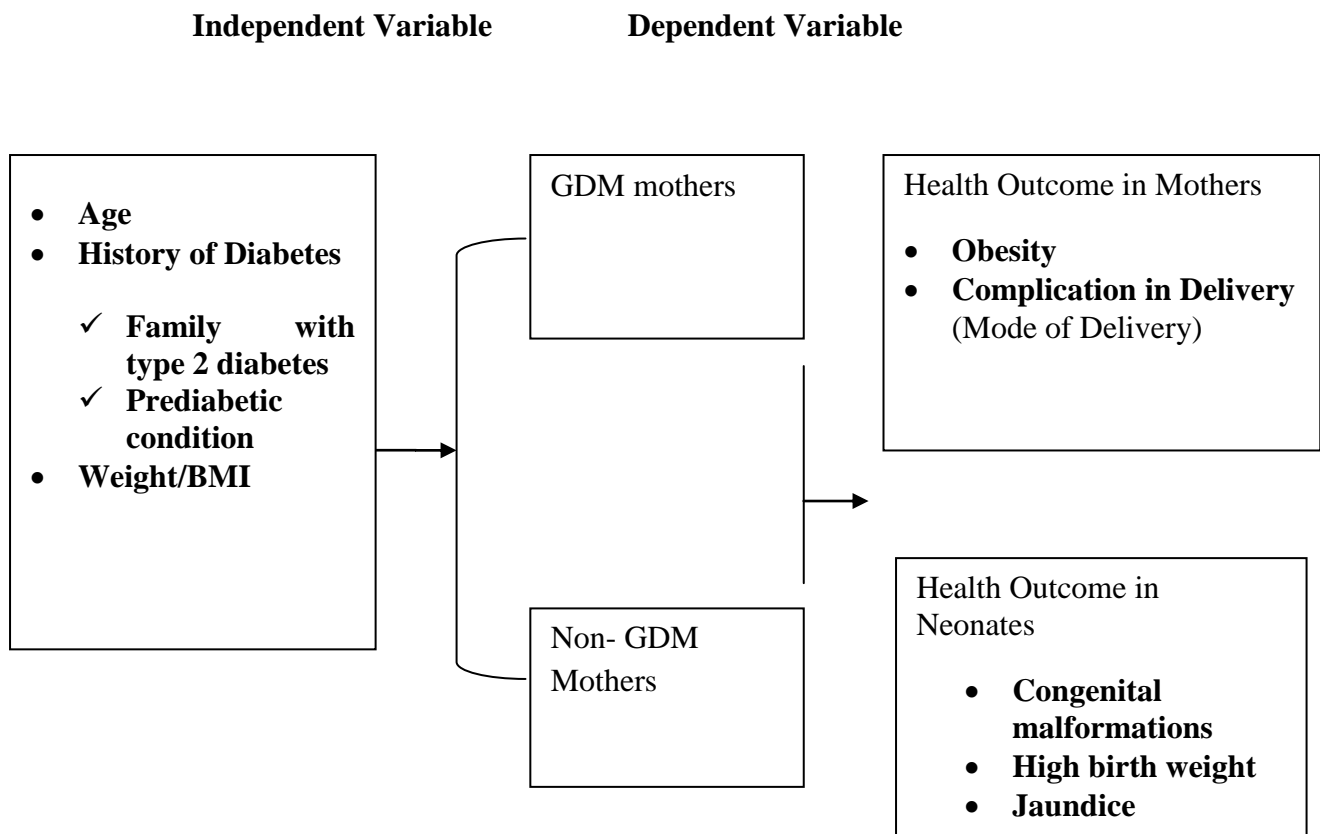 Independent Variable Dependent Variable
• Age
• History of Diabetes
✓ Family with
type 2 diabetes
✓ Prediabetic
condition
• Weight/BMI
GDM mothers
Non- GDM
Mothers
Health Outcome in Mothers
• Obesity
• Complication in Delivery
(Mode of Delivery)
Health Outcome in
Neonates
• Congenital
malformations
• High birth weight
• Jaundice